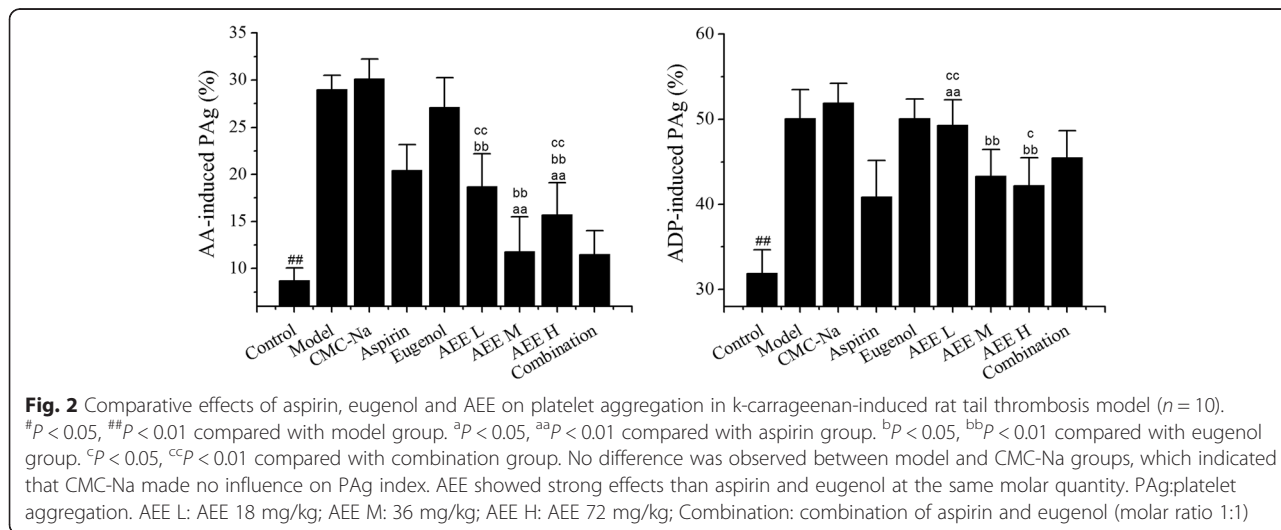 35
30
25
20
15
10
AA-induced PAg (%)
##
cc
bb
bb
aa
cc
bb
aa
Control
Model
CMC-Na
Aspirin
Eugenol
AEE L
AEE M
AEE H
Combination
60
50
40
30
ADP-induced PAg (%)
##
cc
aa
bb
c
bb
Control
Model
CMC-Na
Aspirin
Eugenol
AEE L
AEE M
AEE H
Combination
Fig. 2 Comparative effects of aspirin, eugenol and AEE on platelet aggregation in k-carrageenan-induced rat tail thrombosis model (n = 10).
#P < 0.05, ##P < 0.01 compared with model group. aP < 0.05, aaP < 0.01 compared with aspirin group. bP < 0.05, bbP < 0.01 compared with eugenol
group. cP < 0.05, ccP < 0.01 compared with combination group. No difference was observed between model and CMC-Na groups, which indicated
that CMC-Na made no influence on PAg index. AEE showed strong effects than aspirin and eugenol at the same molar quantity. PAg:platelet
aggregation. AEE L: AEE 18 mg/kg; AEE M: 36 mg/kg; AEE H: AEE 72 mg/kg; Combination: combination of aspirin and eugenol (molar ratio 1:1)